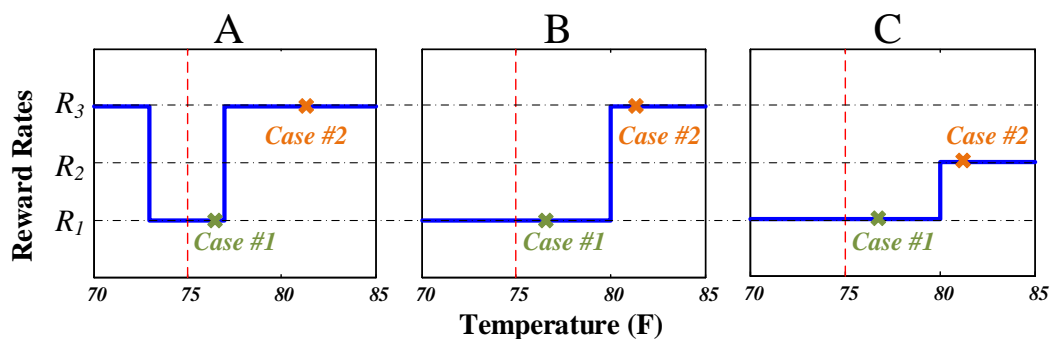 A
B
C
Reward Rates
R3
R2
R1
Case #2
Case #1
70
75
80
85
Case #2
Case #1
70
75
80
85
Case #2
Case #1
70
75
80
85
Temperature (F)